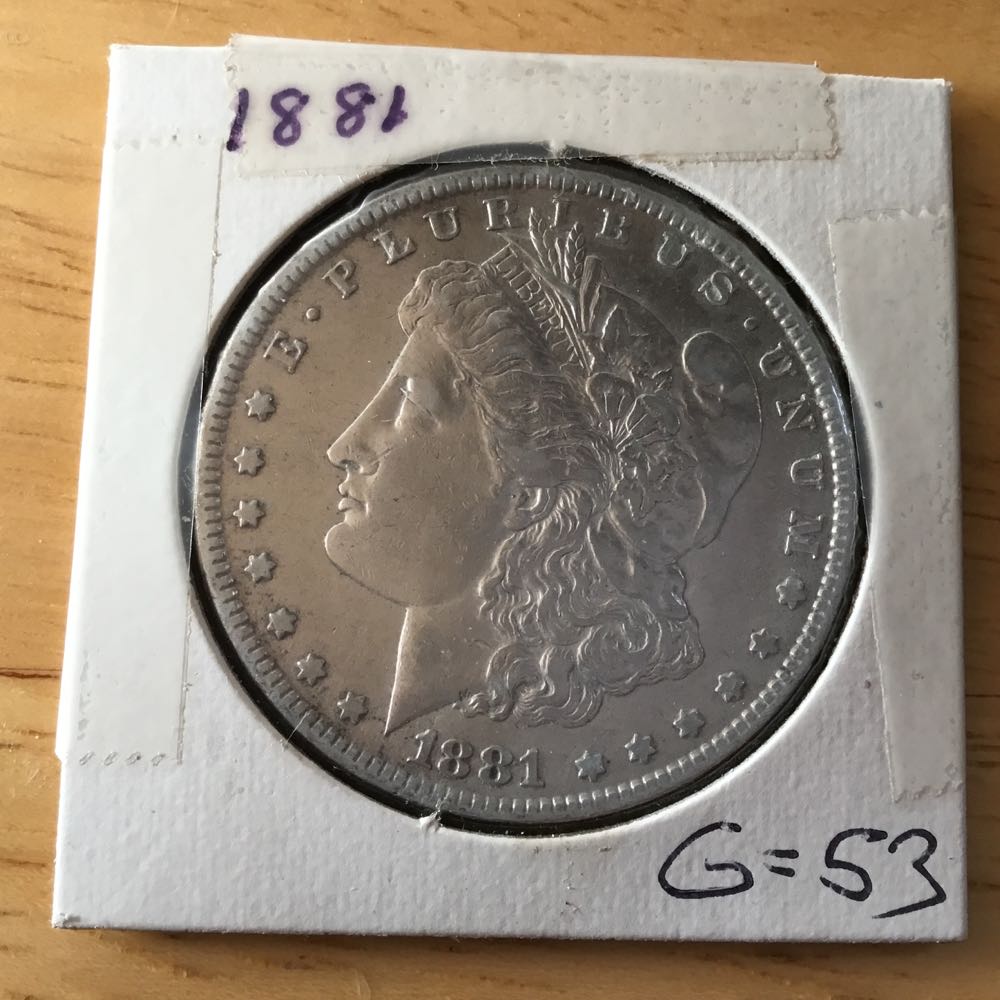 1881
E · PLURIBUS · UNUM
LIBERTY
1881
G=53